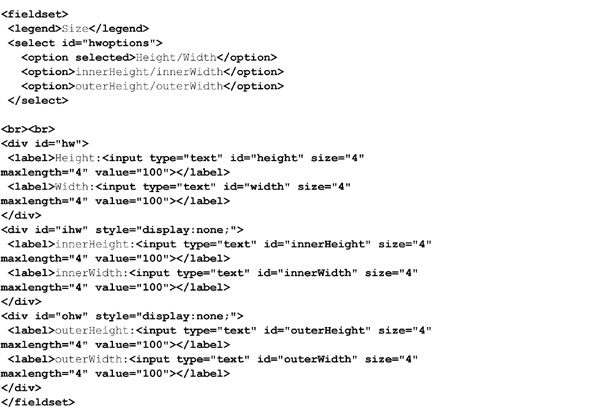 <fieldset>
<legend>Size</legend>
<select id="hwoptions">
<option selected>Height/Width</option>
<option>innerHeight/innerWidth</option>
<option>outerHeight/outerWidth</option>
</select>
<br><br>
<div id="hw">
<label>Height:<input type="text" id="height" size="4"
maxlength="4" value="100"></label>
<label>Width:<input type="text" id="width" size="4"
maxlength="4" value="100"></label>
</div>
<div id="ihw" style="display:none;">
<label>innerHeight:<input type="text" id="innerHeight" size="4"
maxlength="4" value="100"></label>
<label>innerWidth:<input type="text" id="innerWidth" size="4"
maxlength="4" value="100"></label>
</div>
<div id="ohw" style="display:none;">
<label>outerHeight:<input type="text" id="outerHeight" size="4"
maxlength="4" value="100"></label>
<label>outerWidth:<input type="text" id="outerWidth" size="4"
maxlength="4" value="100"></label>
</div>
</fieldset>